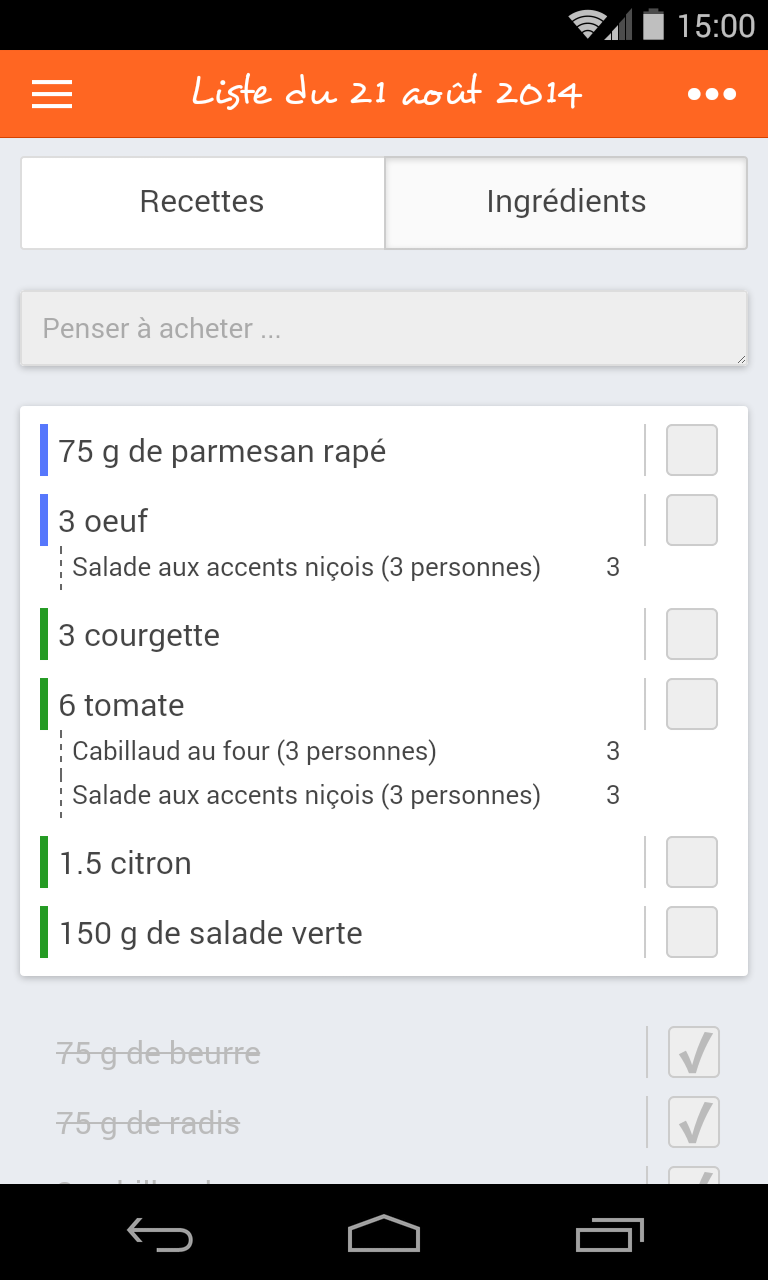 15:00
Liste du 21 août 2014
Recettes
Ingrédients
Penser à acheter ...
75 g de parmesan rapé
3 oeuf
Salade aux accents niçois (3 personnes) 3
3 courgette
6 tomate
Cabillaud au four (3 personnes) 3
Salade aux accents niçois (3 personnes) 3
1.5 citron
150 g de salade verte
75 g de beurre
75 g de radis